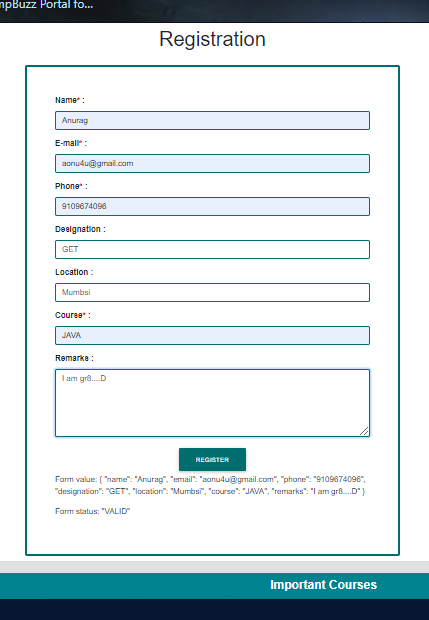 mpBuzz Portal fo...
Registration
Name* :
Anurag
E-mail* :
aonu4u@gmail.com
Phone* :
9109674096
Designation :
GET
Location :
Mumbsi
Course* :
JAVA
Remarks :
I am gr8....D
REGISTER
Form value: { "name": "Anurag", "email": "aonu4u@gmail.com", "phone": "9109674096",
"designation": "GET", "location": "Mumbsi", "course": "JAVA", "remarks": "I am gr8....D" }
Form status: "VALID"
Important Courses